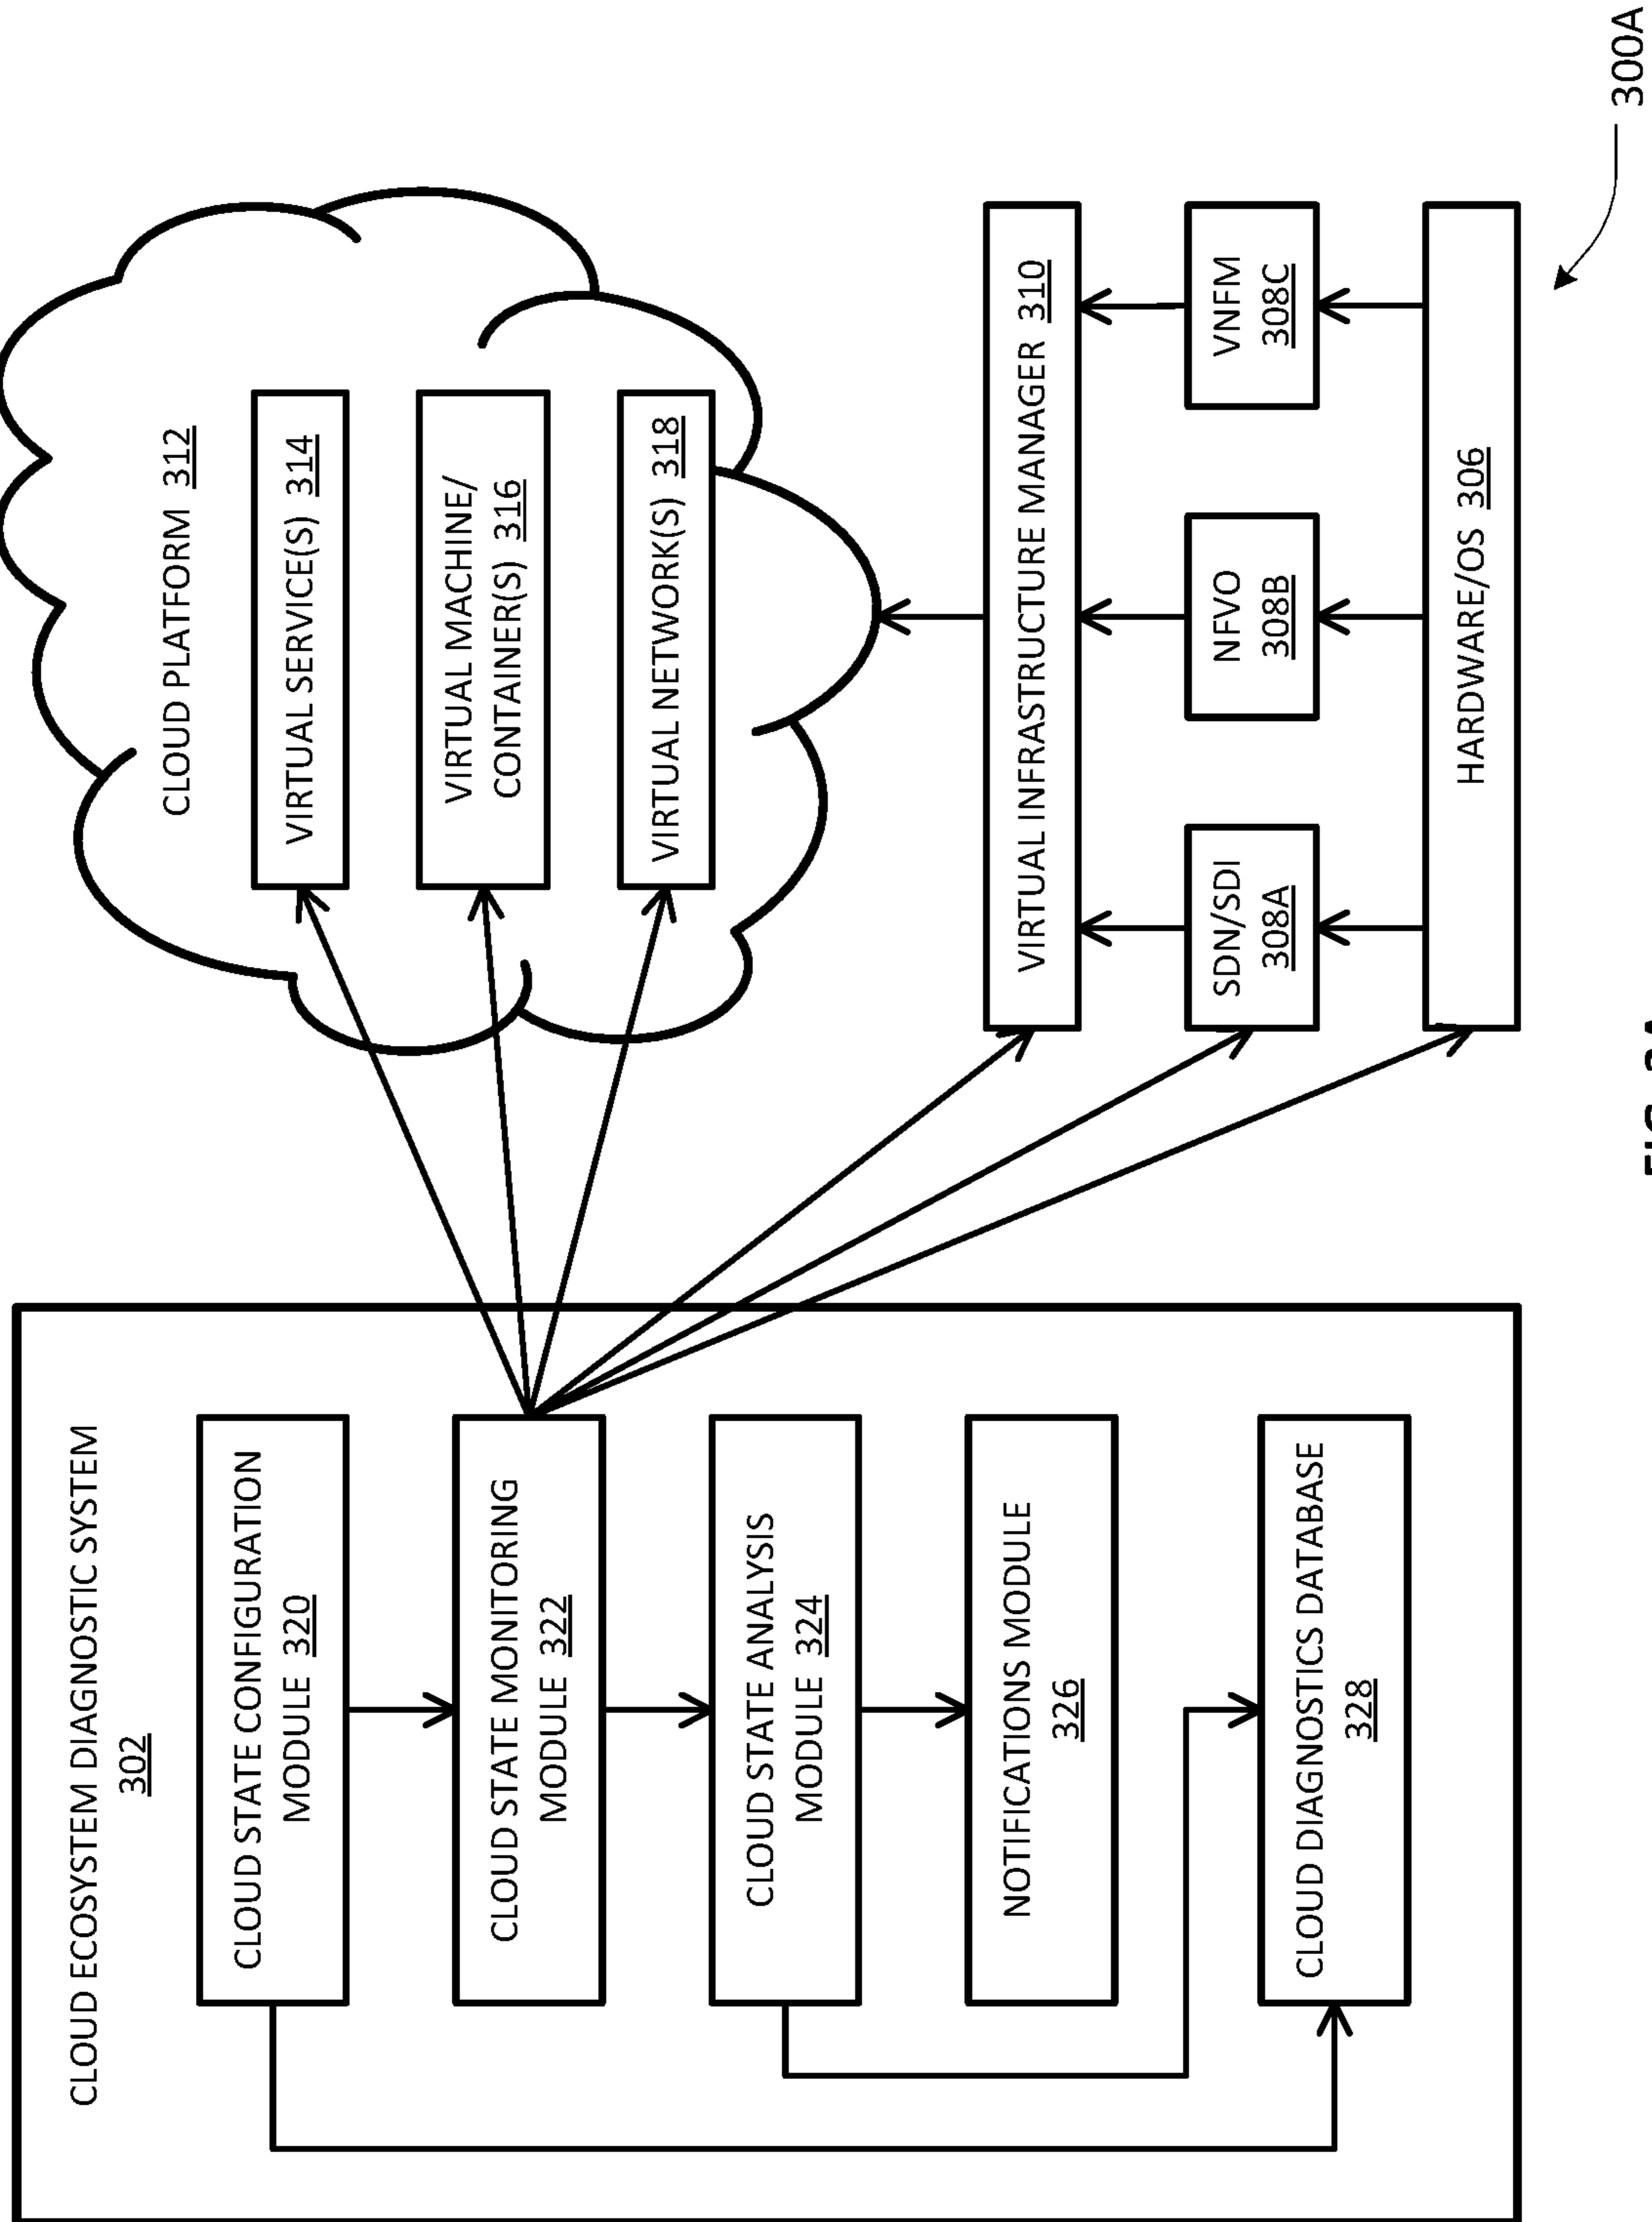 CLOUD ECOSYSTEM DIAGNOSTIC SYSTEM
302
CLOUD STATE CONFIGURATION
MODULE 320
CLOUD STATE MONITORING
MODULE 322
CLOUD STATE ANALYSIS
MODULE 324
NOTIFICATIONS MODULE
326
CLOUD DIAGNOSTICS DATABASE
328
CLOUD PLATFORM 312
VIRTUAL SERVICE(S) 314
VIRTUAL MACHINE/
CONTAINER(S) 316
VIRTUAL NETWORK(S) 318
VIRTUAL INFRASTRUCTURE MANAGER 310
SDN/SDI
308A
NFVO
308B
VNFM
308C
HARDWARE/OS 306
300A